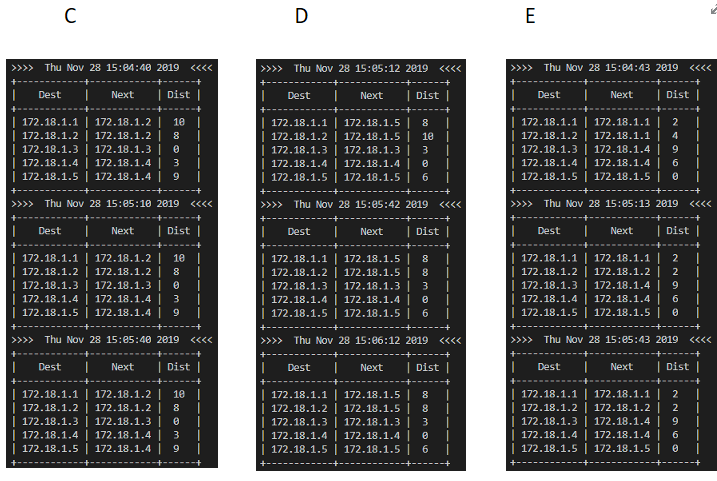 C
>>>> Thu Nov 28 15:04:40 2019 <<<<
| Dest | Next | Dist |
| 172.18.1.1 | 172.18.1.2 | 10 |
| 172.18.1.2 | 172.18.1.2 | 8 |
| 172.18.1.3 | 172.18.1.3 | 0 |
| 172.18.1.4 | 172.18.1.4 | 3 |
| 172.18.1.5 | 172.18.1.4 | 9 |
>>>> Thu Nov 28 15:05:10 2019 <<<<
| Dest | Next | Dist |
| 172.18.1.1 | 172.18.1.2 | 10 |
| 172.18.1.2 | 172.18.1.2 | 8 |
| 172.18.1.3 | 172.18.1.3 | 0 |
| 172.18.1.4 | 172.18.1.4 | 3 |
| 172.18.1.5 | 172.18.1.4 | 9 |
>>>> Thu Nov 28 15:05:40 2019 <<<<
| Dest | Next | Dist |
| 172.18.1.1 | 172.18.1.2 | 10 |
| 172.18.1.2 | 172.18.1.2 | 8 |
| 172.18.1.3 | 172.18.1.3 | 0 |
| 172.18.1.4 | 172.18.1.4 | 3 |
| 172.18.1.5 | 172.18.1.4 | 9 |
D
>>>> Thu Nov 28 15:05:12 2019 <<<<
| Dest | Next | Dist |
| 172.18.1.1 | 172.18.1.5 | 8 |
| 172.18.1.2 | 172.18.1.5 | 10 |
| 172.18.1.3 | 172.18.1.3 | 3 |
| 172.18.1.4 | 172.18.1.4 | 0 |
| 172.18.1.5 | 172.18.1.5 | 6 |
>>>> Thu Nov 28 15:05:42 2019 <<<<
| Dest | Next | Dist |
| 172.18.1.1 | 172.18.1.5 | 8 |
| 172.18.1.2 | 172.18.1.5 | 8 |
| 172.18.1.3 | 172.18.1.3 | 3 |
| 172.18.1.4 | 172.18.1.4 | 0 |
| 172.18.1.5 | 172.18.1.5 | 6 |
>>>> Thu Nov 28 15:06:12 2019 <<<<
| Dest | Next | Dist |
| 172.18.1.1 | 172.18.1.5 | 8 |
| 172.18.1.2 | 172.18.1.5 | 8 |
| 172.18.1.3 | 172.18.1.3 | 3 |
| 172.18.1.4 | 172.18.1.4 | 0 |
| 172.18.1.5 | 172.18.1.5 | 6 |
E
>>>> Thu Nov 28 15:04:43 2019 <<<<
| Dest | Next | Dist |
| 172.18.1.1 | 172.18.1.1 | 2 |
| 172.18.1.2 | 172.18.1.1 | 4 |
| 172.18.1.3 | 172.18.1.4 | 9 |
| 172.18.1.4 | 172.18.1.4 | 6 |
| 172.18.1.5 | 172.18.1.5 | 0 |
>>>> Thu Nov 28 15:05:13 2019 <<<<
| Dest | Next | Dist |
| 172.18.1.1 | 172.18.1.1 | 2 |
| 172.18.1.2 | 172.18.1.2 | 2 |
| 172.18.1.3 | 172.18.1.4 | 9 |
| 172.18.1.4 | 172.18.1.4 | 6 |
| 172.18.1.5 | 172.18.1.5 | 0 |
>>>> Thu Nov 28 15:05:43 2019 <<<<
| Dest | Next | Dist |
| 172.18.1.1 | 172.18.1.1 | 2 |
| 172.18.1.2 | 172.18.1.2 | 2 |
| 172.18.1.3 | 172.18.1.4 | 9 |
| 172.18.1.4 | 172.18.1.4 | 6 |
| 172.18.1.5 | 172.18.1.5 | 0 |